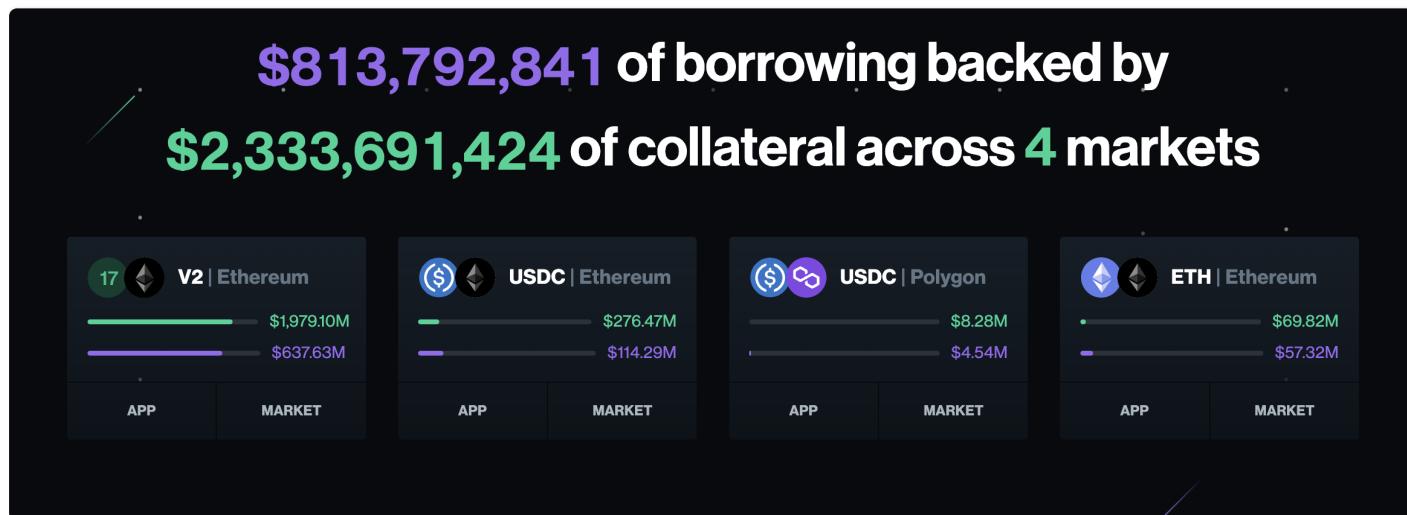 $813,792,841 of borrowing backed by
$2,333,691,424 of collateral across 4 markets
17 V2 | Ethereum
$1,979.10M
$637.63M
APP MARKET
USDC | Ethereum
$276.47M
$114.29M
APP MARKET
USDC | Polygon
$8.28M
$4.54M
APP MARKET
ETH | Ethereum
$69.82M
$57.32M
APP MARKET